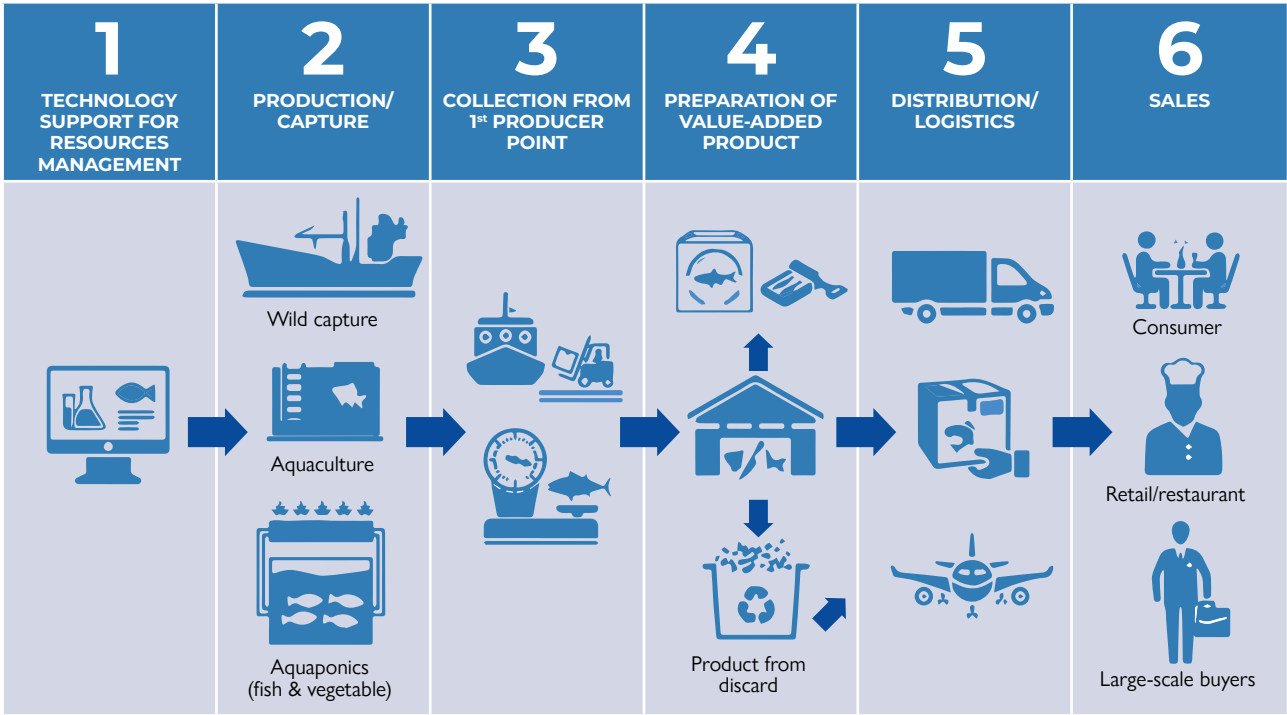 1
TECHNOLOGY
SUPPORT FOR
RESOURCES
MANAGEMENT
2
PRODUCTION/
CAPTURE
3
COLLECTION FROM
1st PRODUCER
POINT
4
PREPARATION OF
VALUE-ADDED
PRODUCT
5
DISTRIBUTION/
LOGISTICS
6
SALES
Wild capture
Aquaculture
Aquaponics
(fish & vegetable)
Product from
discard
Consumer
Retail/restaurant
Large-scale buyers